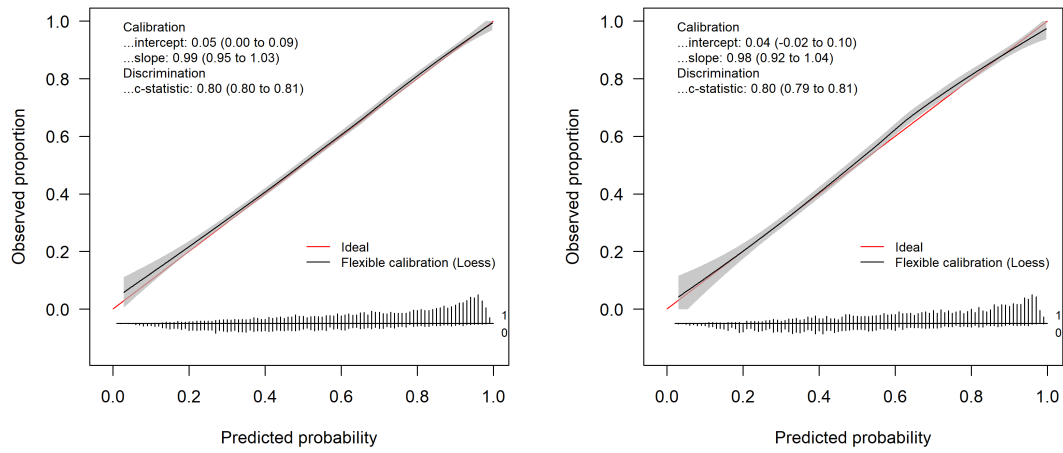 Calibration
...intercept: 0.05 (0.00 to 0.09)
...slope: 0.99 (0.95 to 1.03)
Discrimination
...c-statistic: 0.80 (0.80 to 0.81)
Observed proportion
1.0
0.8
0.6
0.4
0.2
0.0
Ideal
Flexible calibration (Loess)
1
0
0.0 0.2 0.4 0.6 0.8 1.0
Predicted probability
Calibration
...intercept: 0.04 (-0.02 to 0.10)
...slope: 0.98 (0.92 to 1.04)
Discrimination
...c-statistic: 0.80 (0.79 to 0.81)
Observed proportion
1.0
0.8
0.6
0.4
0.2
0.0
Ideal
Flexible calibration (Loess)
1
0
0.0 0.2 0.4 0.6 0.8 1.0
Predicted probability